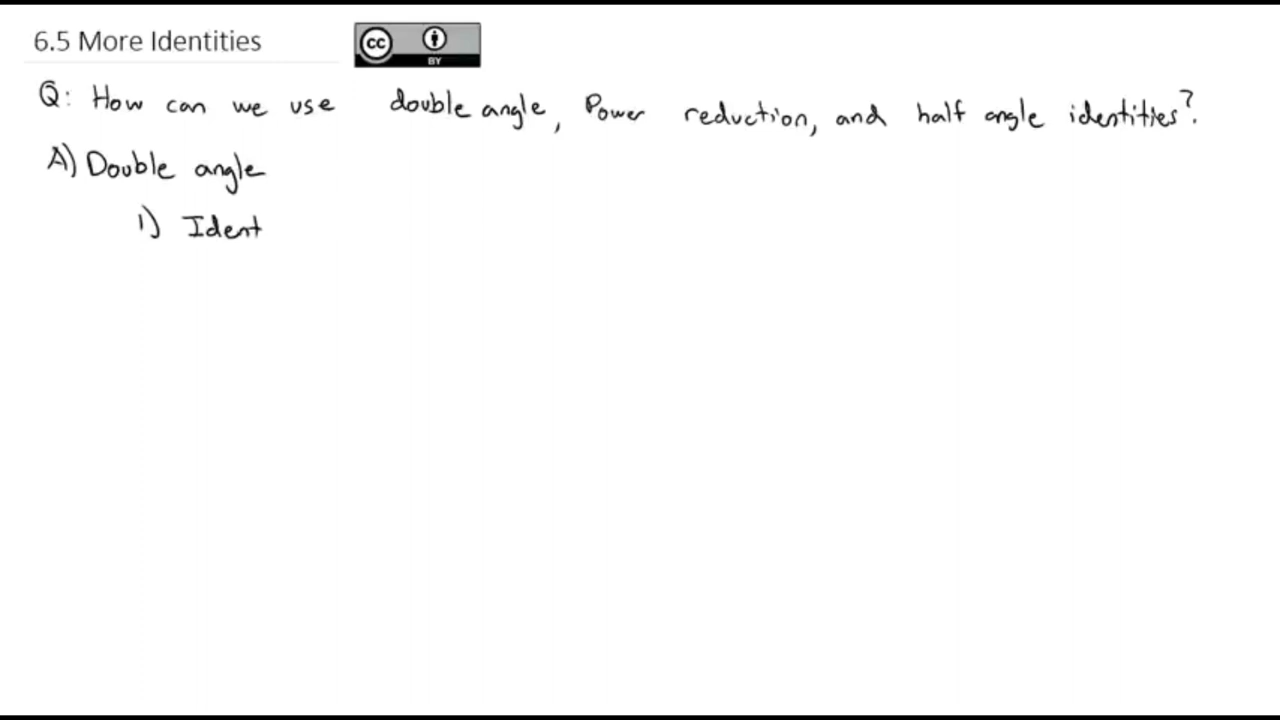 6.5 More Identities
cc BY
Q: How can we use double angle, Power reduction, and half angle identities?
A) Double angle
1) Ident